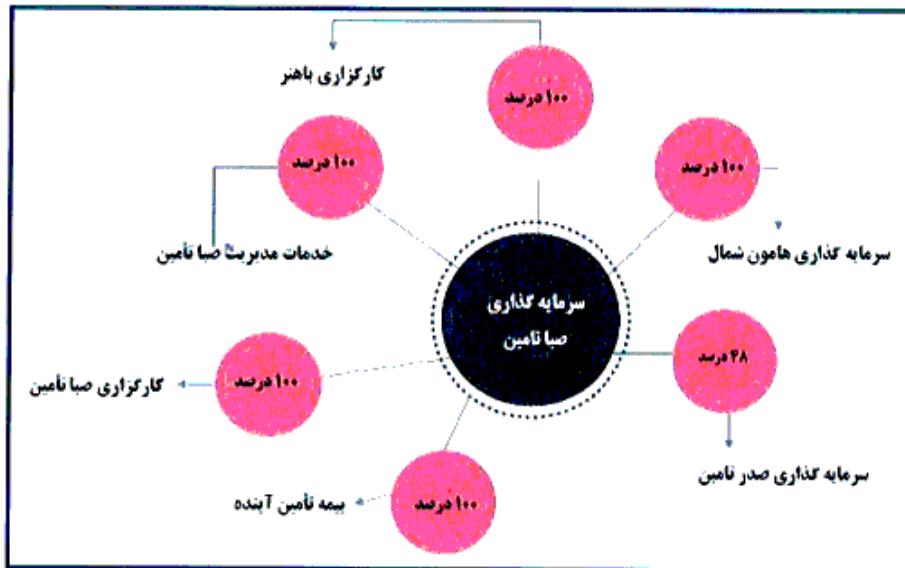 کارگزاری باهنر
۱۰۰ درصد
۱۰۰ درصد
۱۰۰ درصد
خدمات مدیریت صبا تأمین
سرمایه گذاری هامون شمال
سرمایه گذاری
صبا تامین
۴۸ درصد
۱۰۰ درصد
کارگزاری صبا تأمین
سرمایه گذاری صدر تامین
۱۰۰ درصد
بیمه تأمین آینده